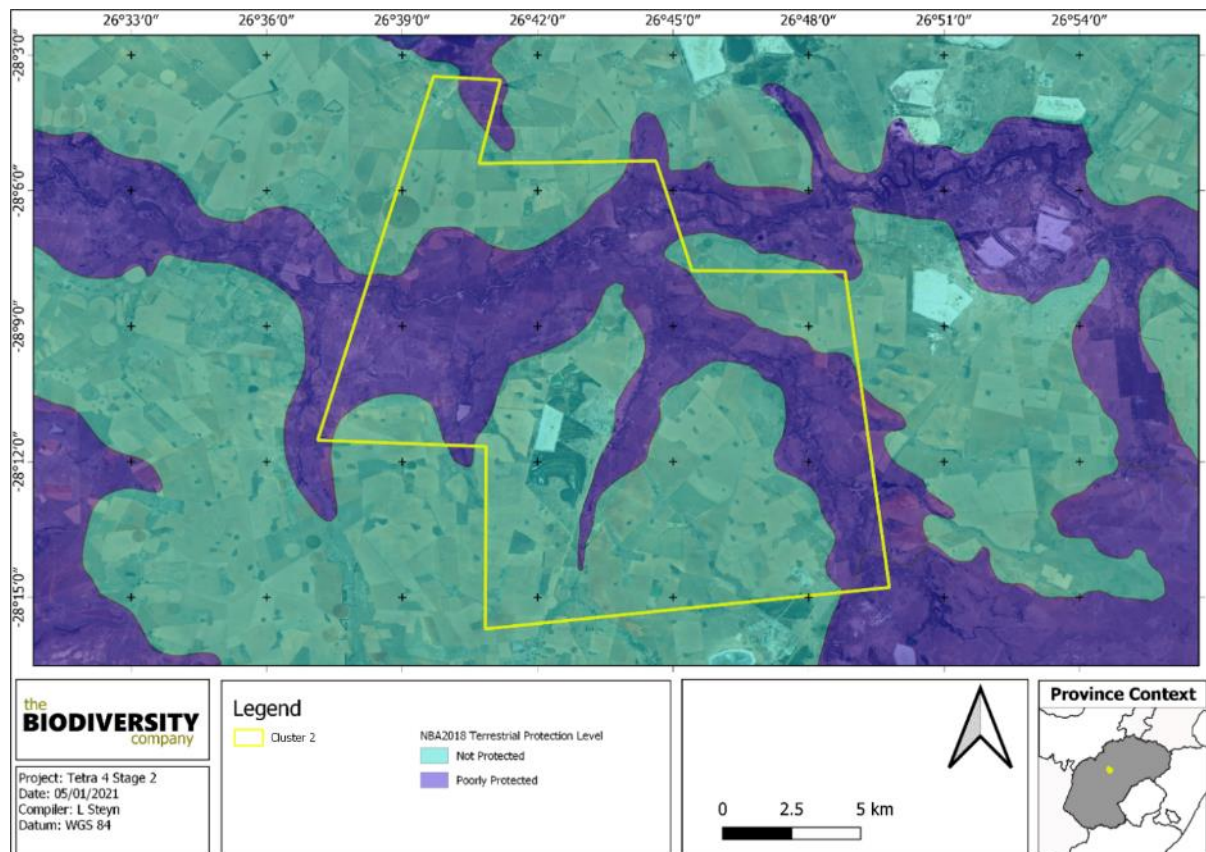 26°33'0" 26°36'0" 26°39'0" 26°42'0" 26°45'0" 26°48'0" 26°51'0" 26°54'0"
-28°3'0"
-28°6'0"
-28°9'0"
-28°12'0"
-28°15'0"
the
BIODIVERSITY
company
Project: Tetra 4 Stage 2
Date: 05/01/2021
Compiler: L Steyn
Datum: WGS 84
Legend
Cluster 2
NBA2018 Terrestrial Protection Level
Not Protected
Poorly Protected
0 2.5 5 km
Province Context